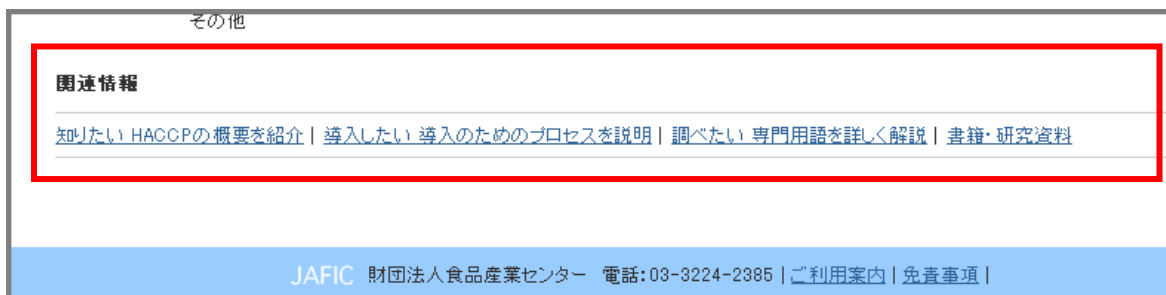 その他
関連情報
知りたい HACCPの概要を紹介 | 導入したい 導入のためのプロセスを説明 | 調べたい 専門用語を詳しく解説 | 書籍・研究資料
JAFIC 財団法人食品産業センター 電話:03-3224-2385 | ご利用案内 | 免責事項 |